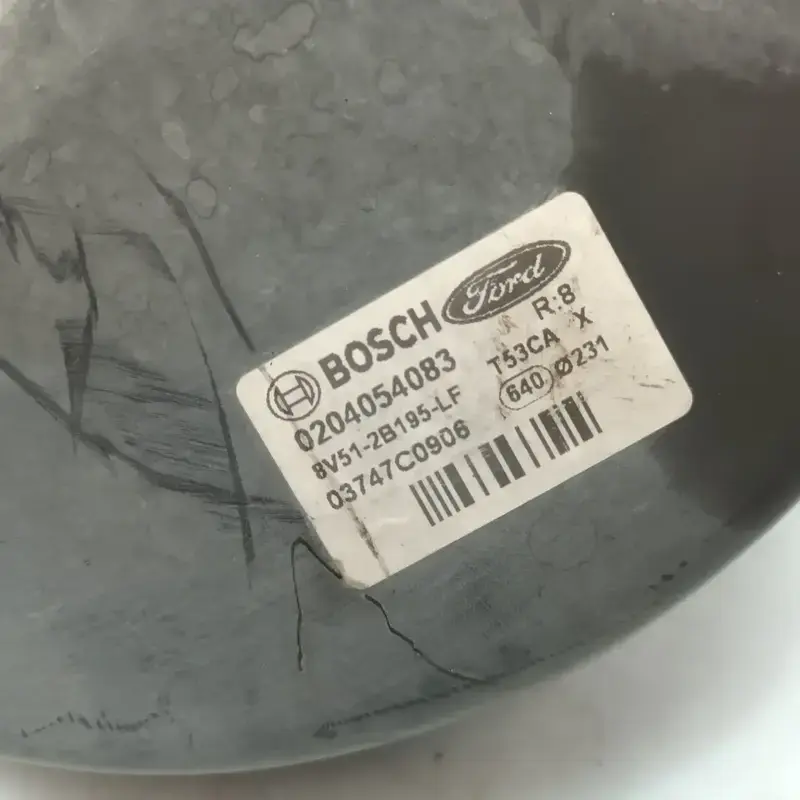 BOSCH Ford
0204054083 R:8
8V51-2B195-LF T53CA X
03747C0906 640 Ø231